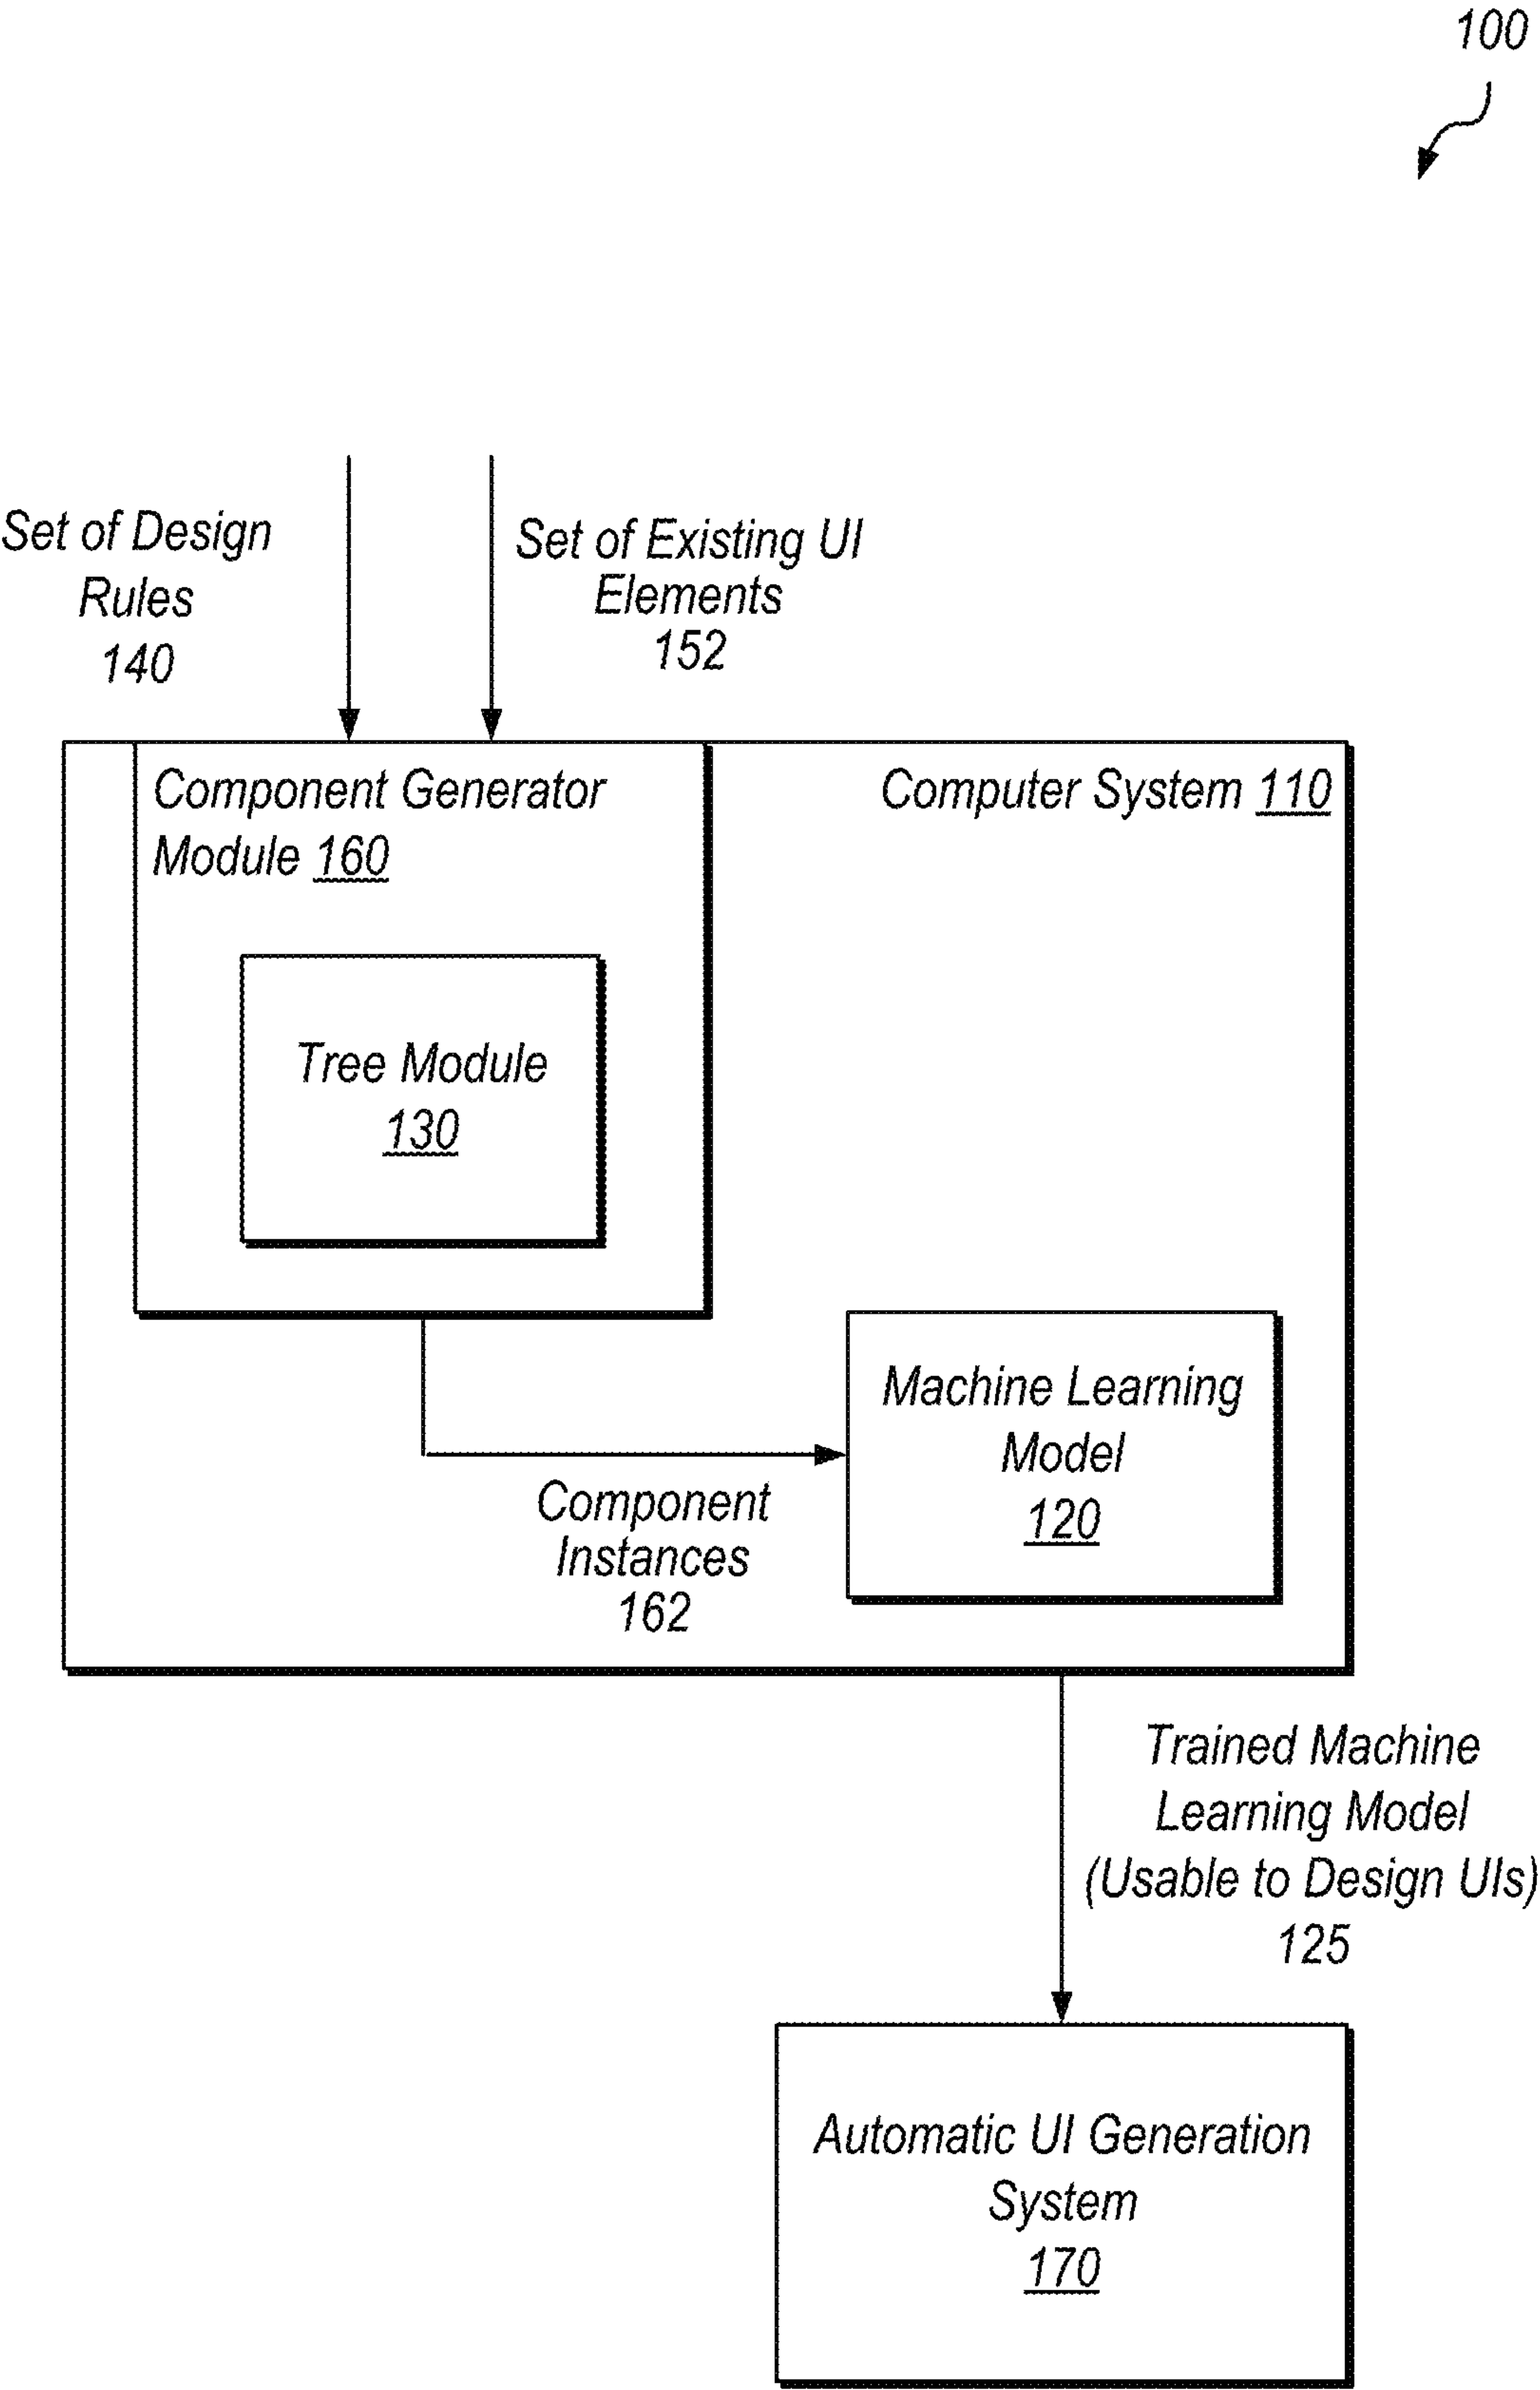 100
Set of Design
Rules
140
Set of Existing UI
Elements
152
Component Generator
Module 160
Computer System 110
Tree Module
130
Machine Learning
Model
120
Component
Instances
162
Trained Machine
Learning Model
(Usable to Design UIs)
125
Automatic UI Generation
System
170